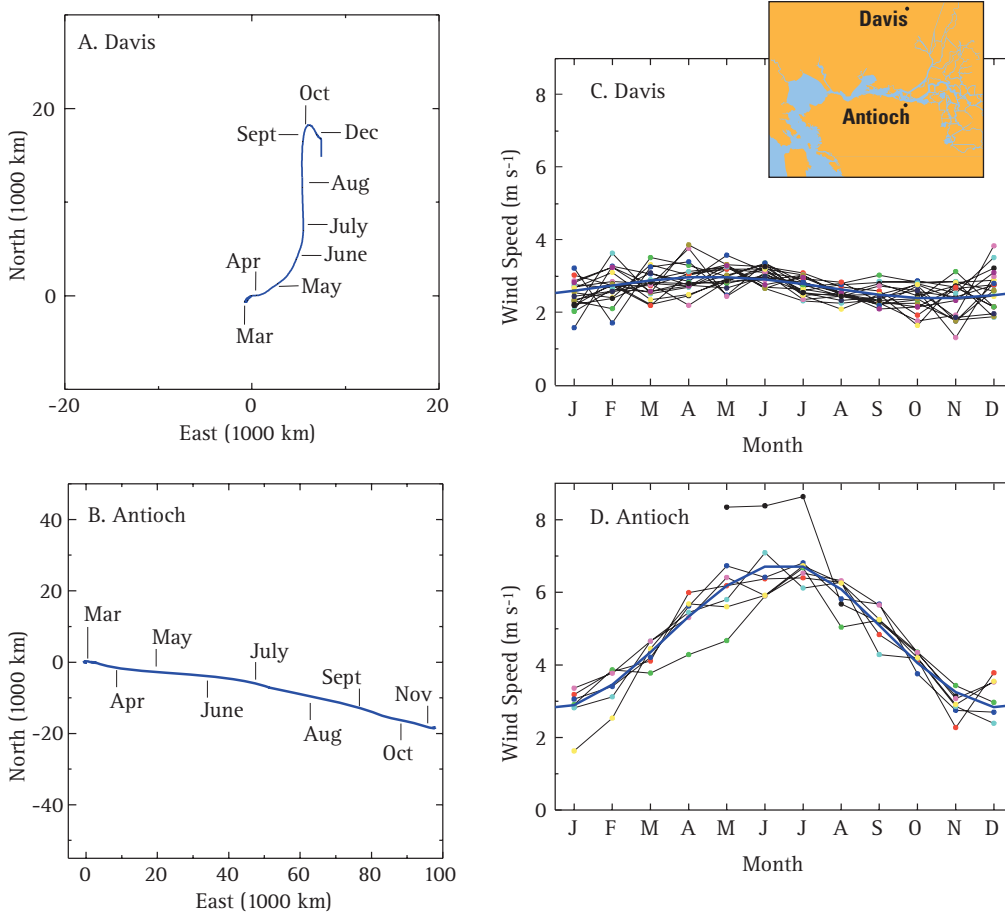 A. Davis
20
Oct
Sept
Dec
Aug
July
June
Apr
May
0
Mar
North (1000 km)
-20
0
20
East (1000 km)
B. Antioch
40
20
0
-20
-40
Mar
May
July
Sept
Nov
Apr
June
Aug
Oct
North (1000 km)
0
20
40
60
80
100
East (1000 km)
C. Davis
Davis
Antioch
8
6
4
2
0
Wind Speed (m s⁻¹)
J F M A M J J A S O N D
Month
D. Antioch
8
6
4
2
0
Wind Speed (m s⁻¹)
J F M A M J J A S O N D
Month